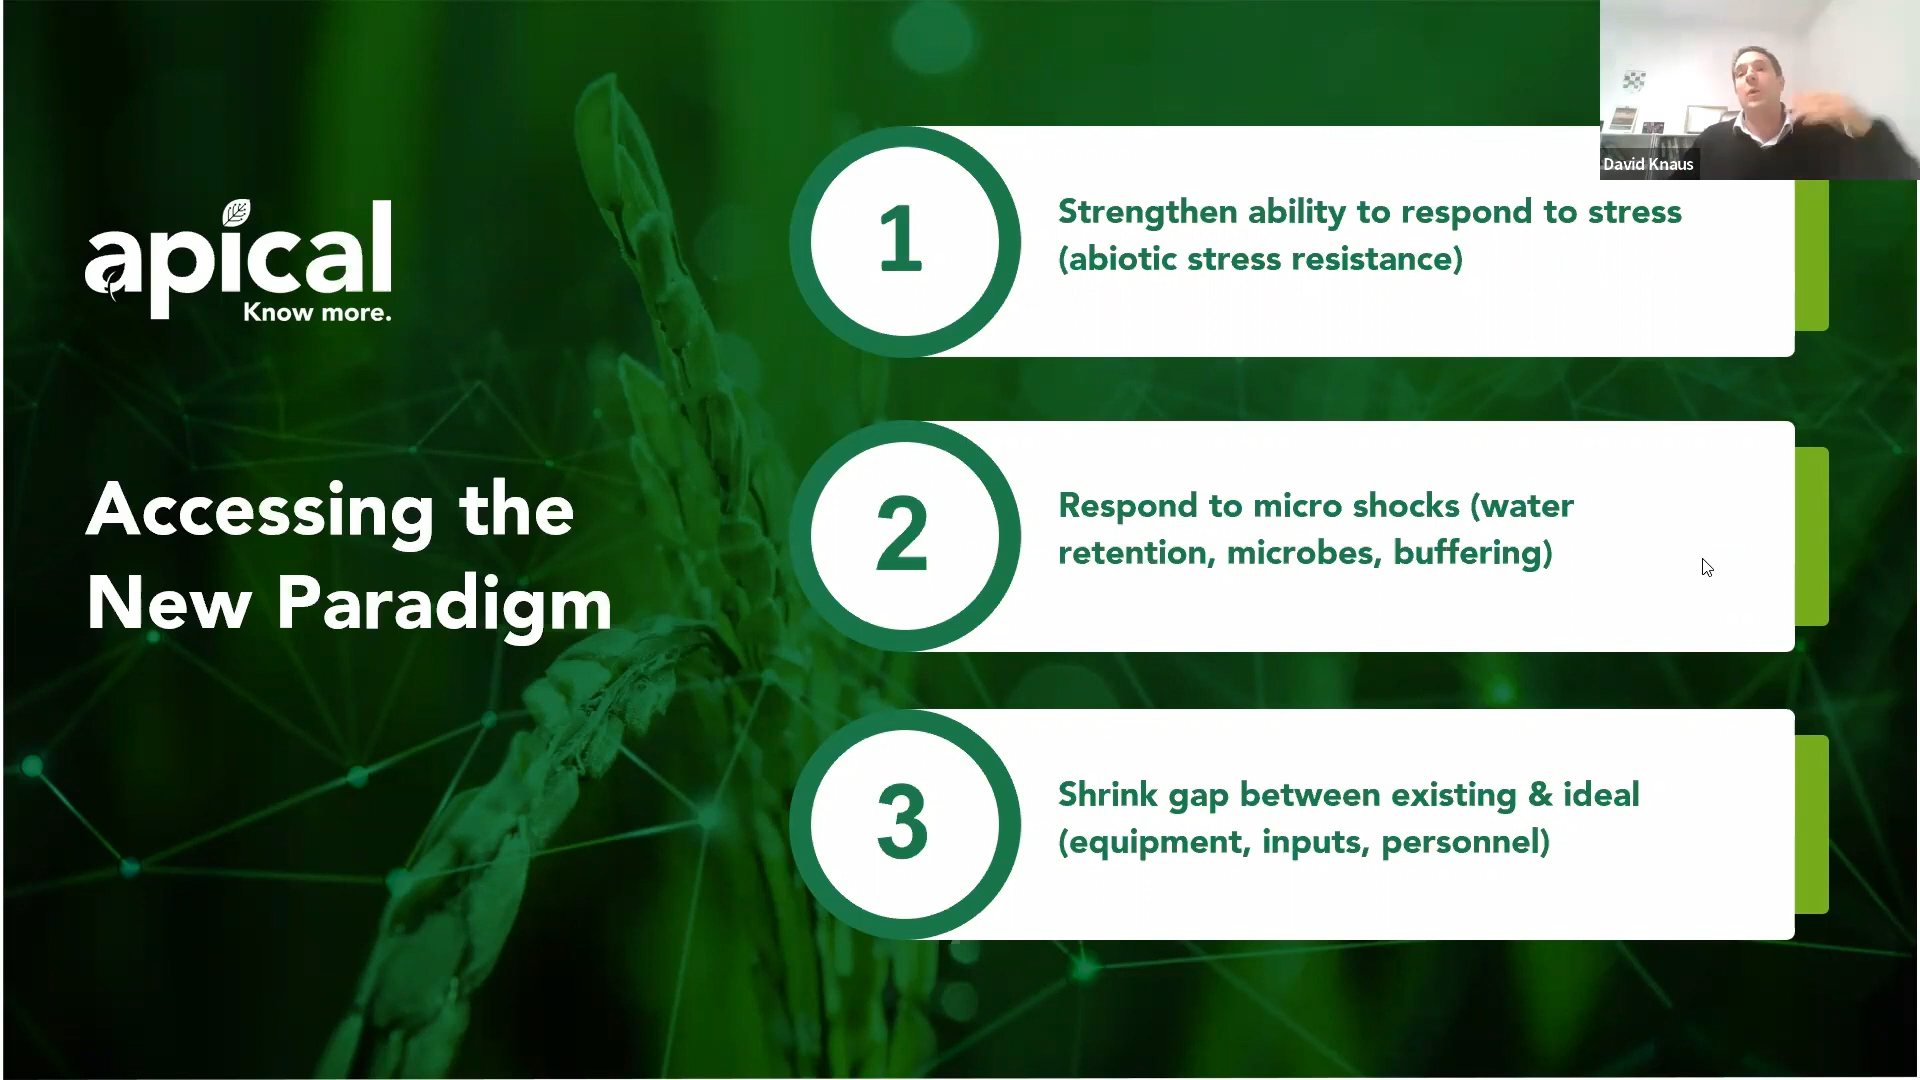 apical
Know more.
Accessing the
New Paradigm
1
Strengthen ability to respond to stress
(abiotic stress resistance)
2
Respond to micro shocks (water
retention, microbes, buffering)
3
Shrink gap between existing & ideal
(equipment, inputs, personnel)
David Knaus